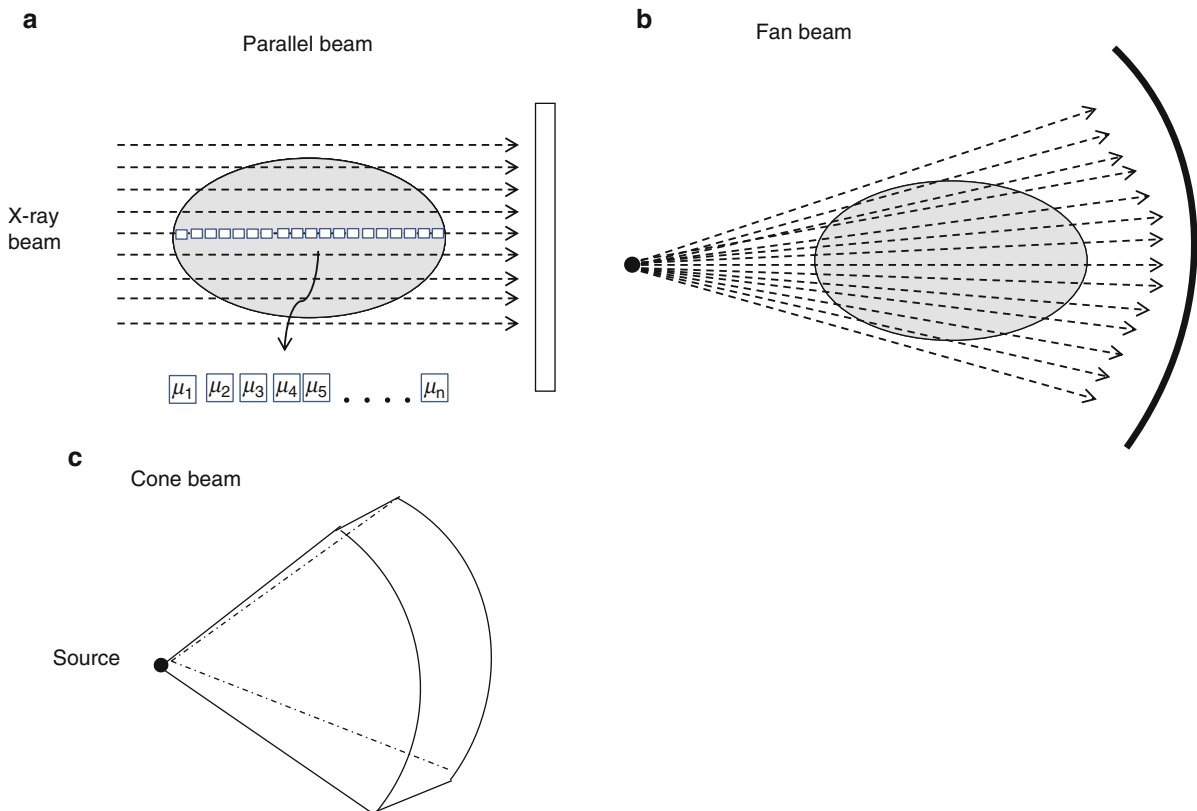 a
Parallel beam
X-ray
beam
μ1 μ2 μ3 μ4 μ5 . . . . μn
b
Fan beam
c
Cone beam
Source